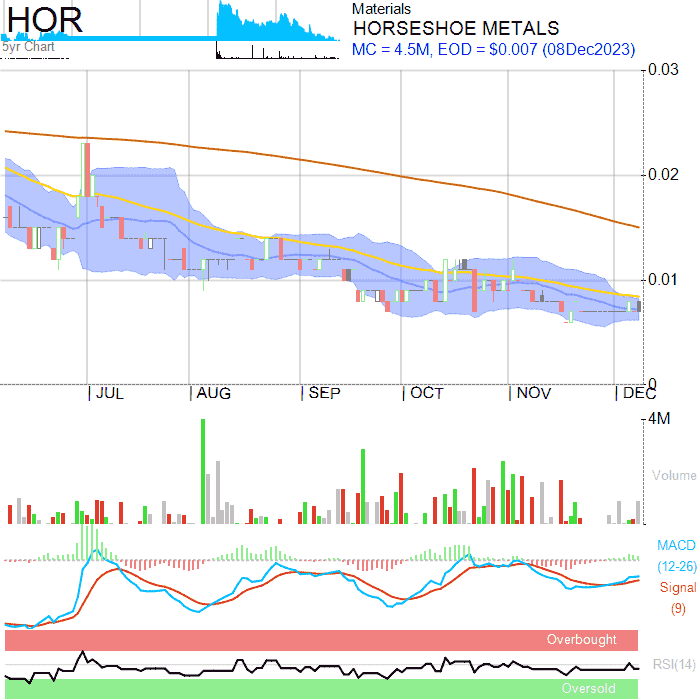 HOR
5yr Chart
Materials
HORSESHOE METALS
MC = 4.5M, EOD = $0.007 (08Dec2023)
0.03
0.02
0.01
0
JUL AUG SEP OCT NOV DEC
4M
Volume
MACD
(12-26)
Signal
(9)
Overbought
RSI(14)
Oversold